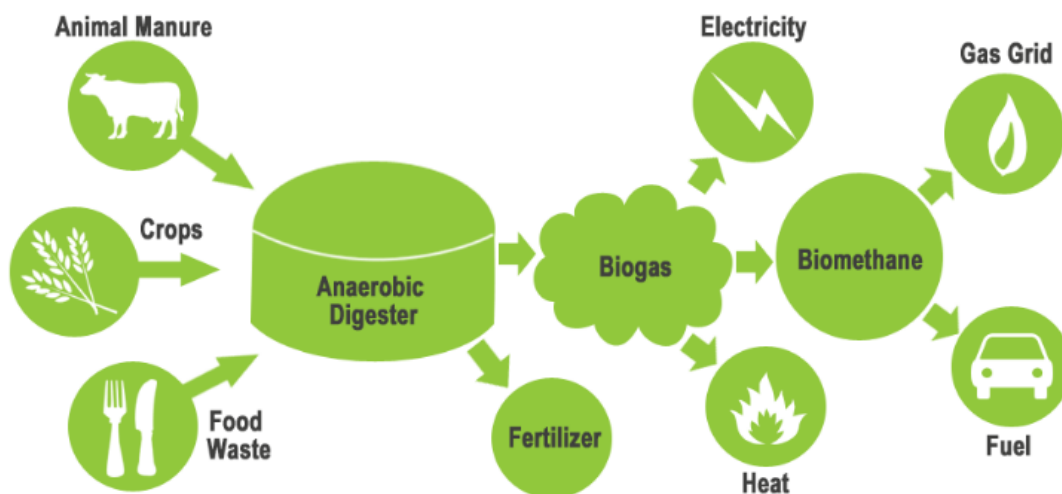 Animal Manure
Electricity
Gas Grid
Crops
Anaerobic
Digester
Biogas
Biomethane
Food
Waste
Fertilizer
Heat
Fuel